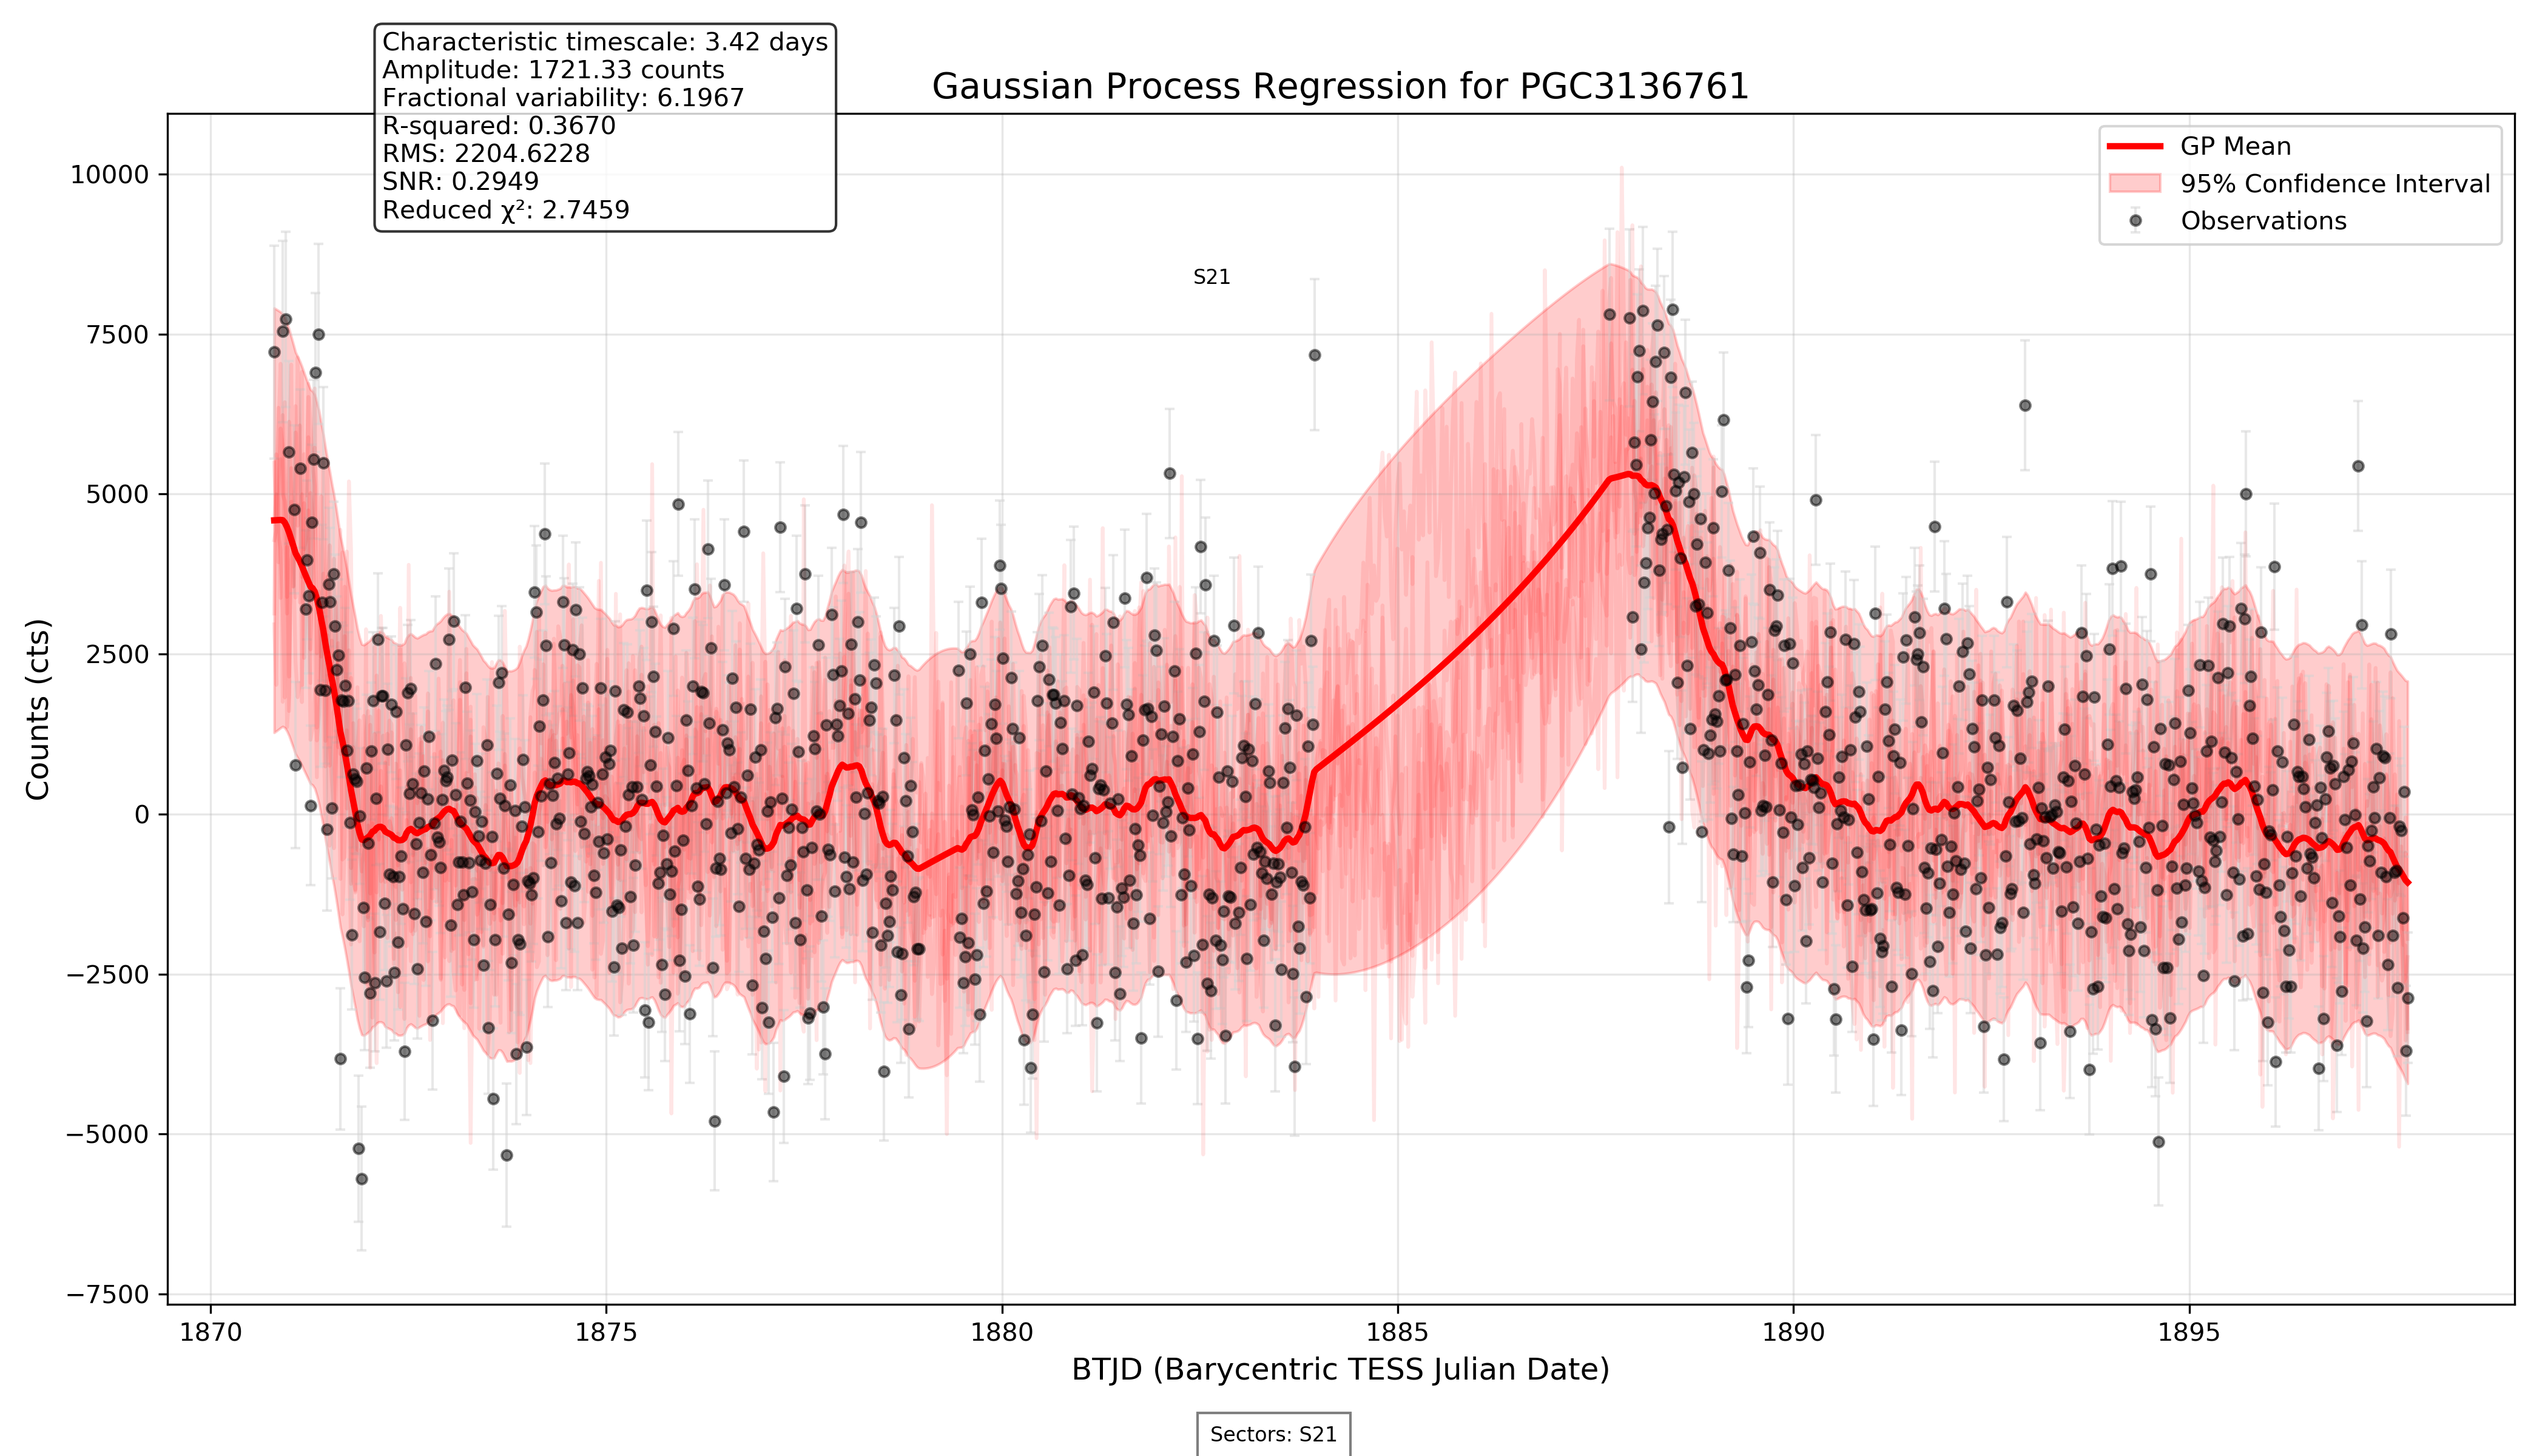 Characteristic timescale: 3.42 days
Amplitude: 1721.33 counts
Fractional variability: 6.1967
R-squared: 0.3670
RMS: 2204.6228
SNR: 0.2949
Reduced χ²: 2.7459
Gaussian Process Regression for PGC3136761
GP Mean
95% Confidence Interval
Observations
S21
Counts (cts)
10000
7500
5000
2500
0
−2500
−5000
−7500
1870 1875 1880 1885 1890 1895
BTJD (Barycentric TESS Julian Date)
Sectors: S21